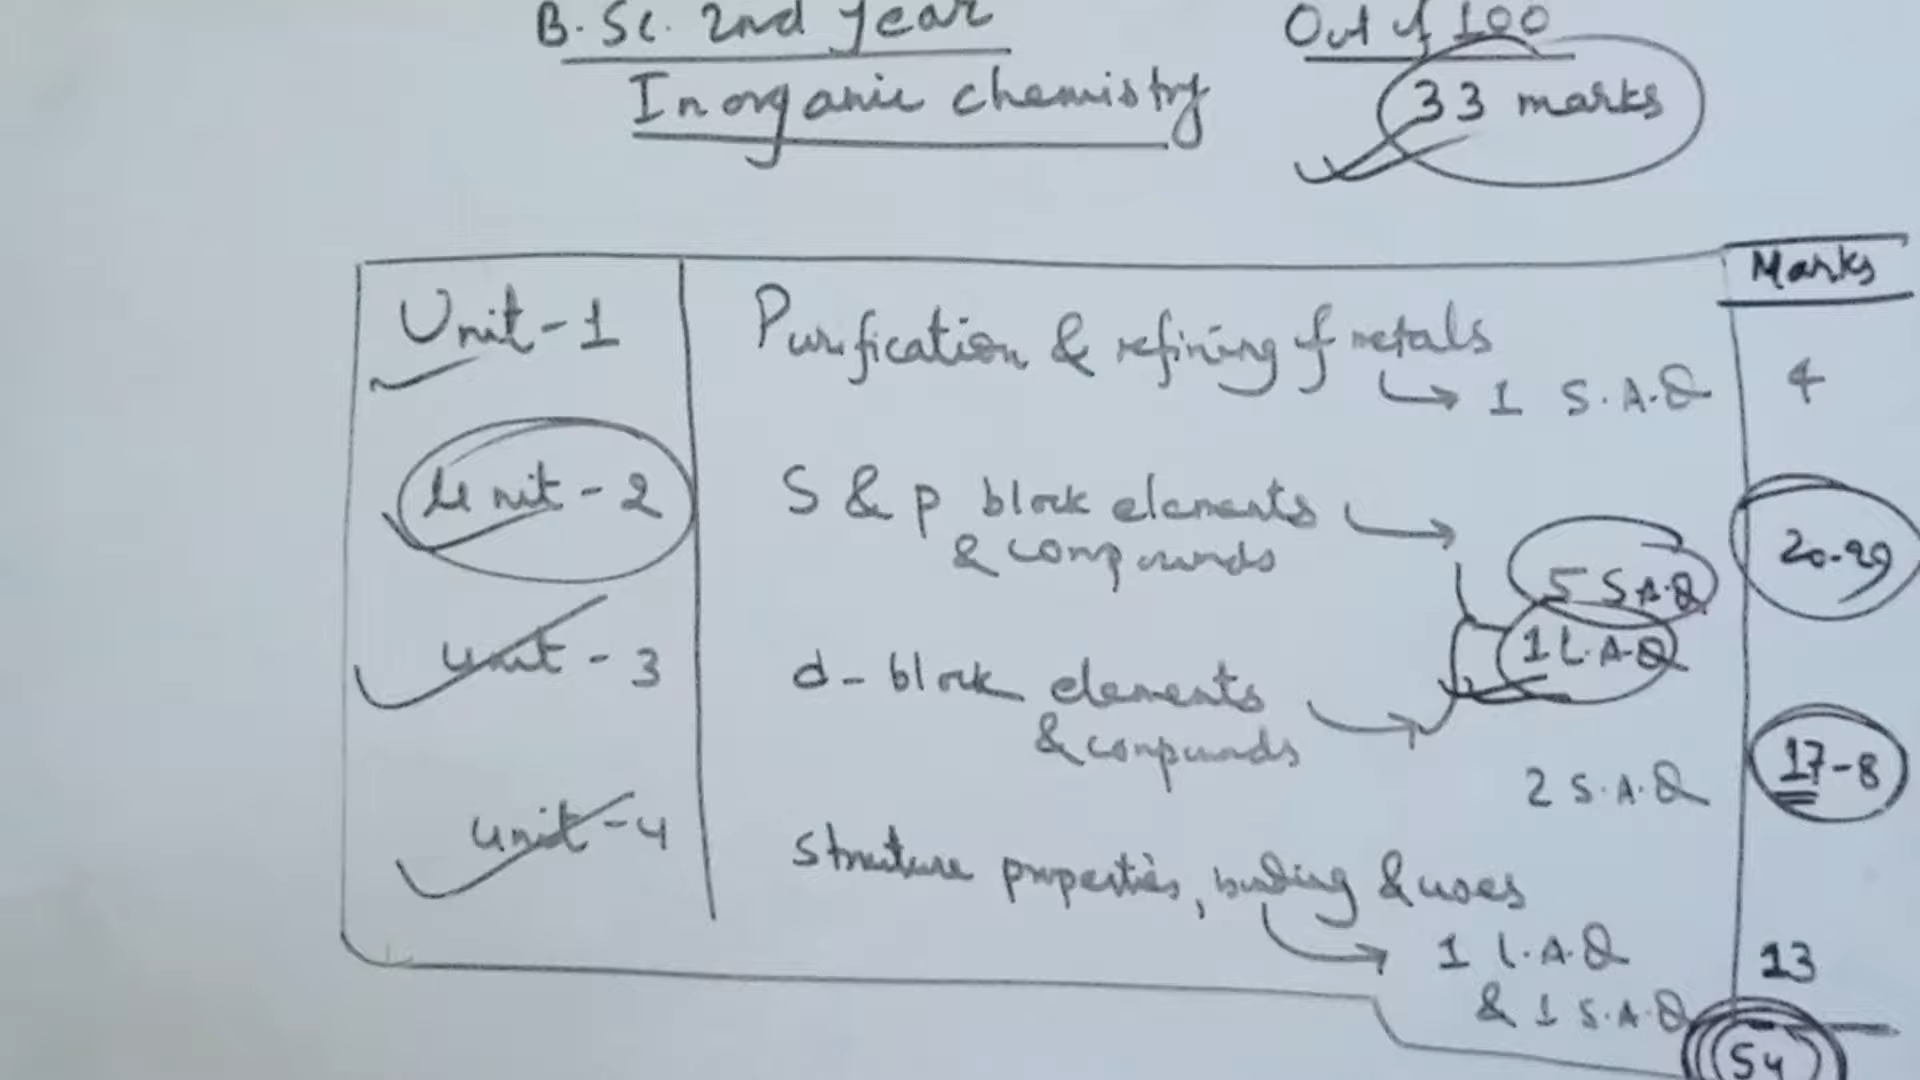 B.Sc. 2nd year
Out of 100
Inorganic chemistry
33 marks
Marks
Unit-1
Purification & refining of metals
→ 1 S.A.Q
4
Unit-2
S & p block elements
& compounds
5 S.A.Q
1 L.A.Q
20-29
Unit-3
d-block elements
& compounds
2 S.A.Q
17-8
Unit-4
Structure properties, bonding & uses
1 L.A.Q
& 1 S.A.Q
13
54